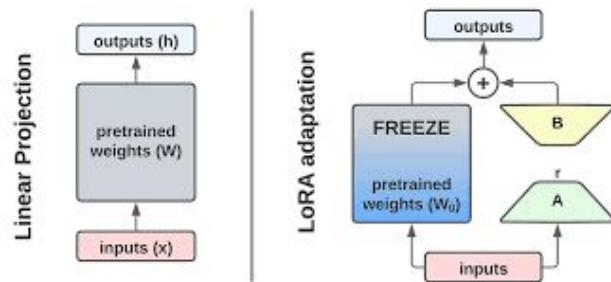 Linear Projection
outputs (h)
pretrained
weights (W)
inputs (x)
LoRA adaptation
outputs
+
FREEZE
pretrained
weights (W₀)
B
r
A
inputs